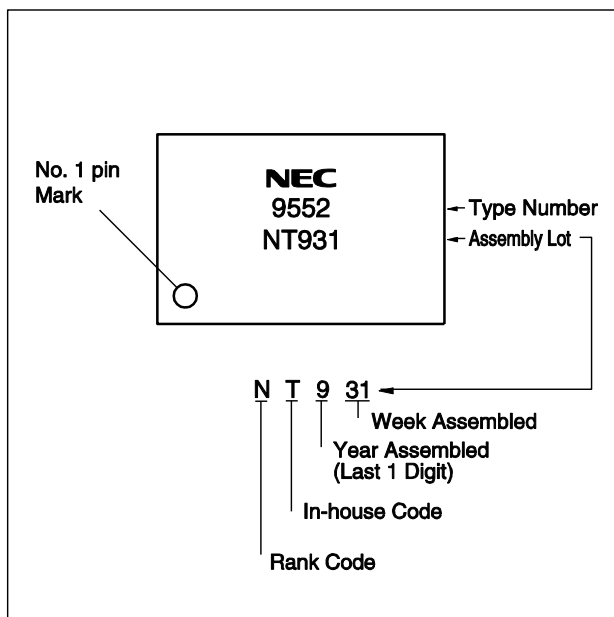 No. 1 pin
Mark
NEC
9552
NT931
Type Number
Assembly Lot
N T 9 31
Week Assembled
Year Assembled
(Last 1 Digit)
In-house Code
Rank Code